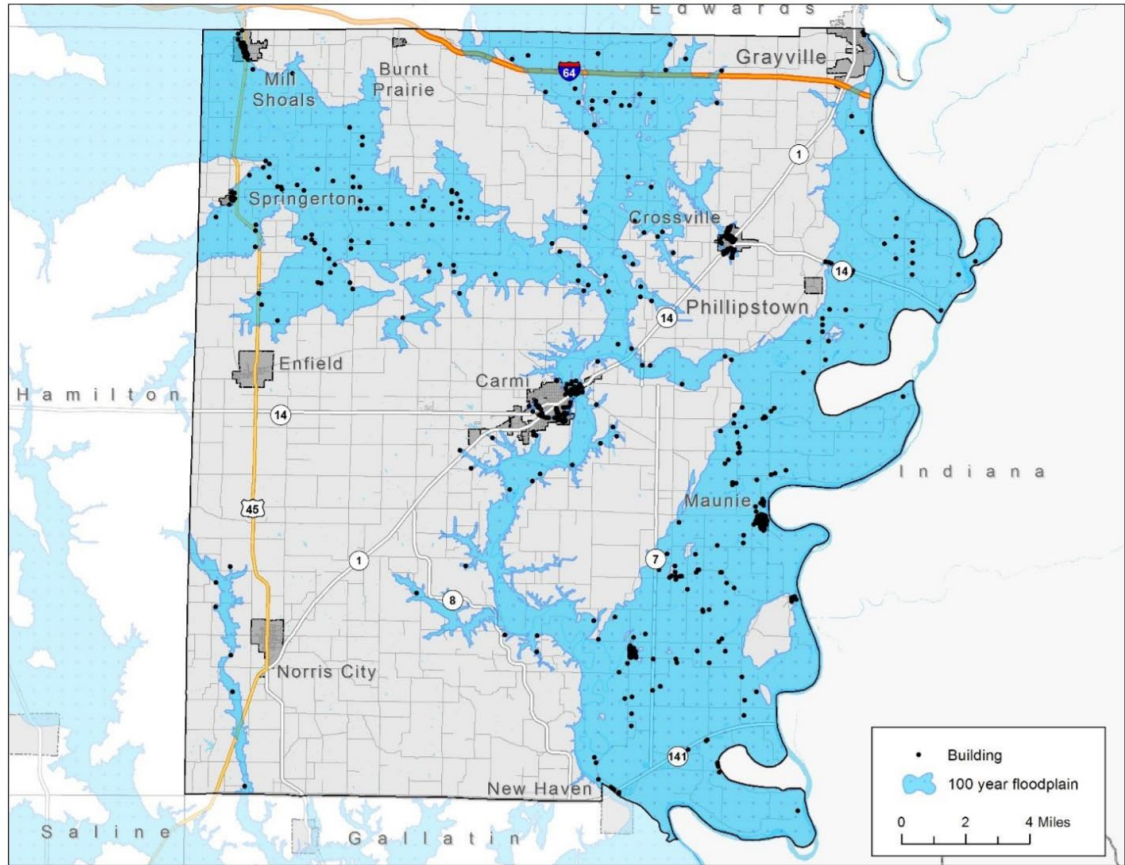 Edwards
Grayville
64
Mill
Shoals
Burnt
Prairie
1
Springerton
Crossville
14
Phillipstown
14
Enfield
Carmi
Hamilton
14
Indiana
Maunie
45
1
7
8
Norris City
141
New Haven
Saline
Gallatin
Building
100 year floodplain
0 2 4 Miles